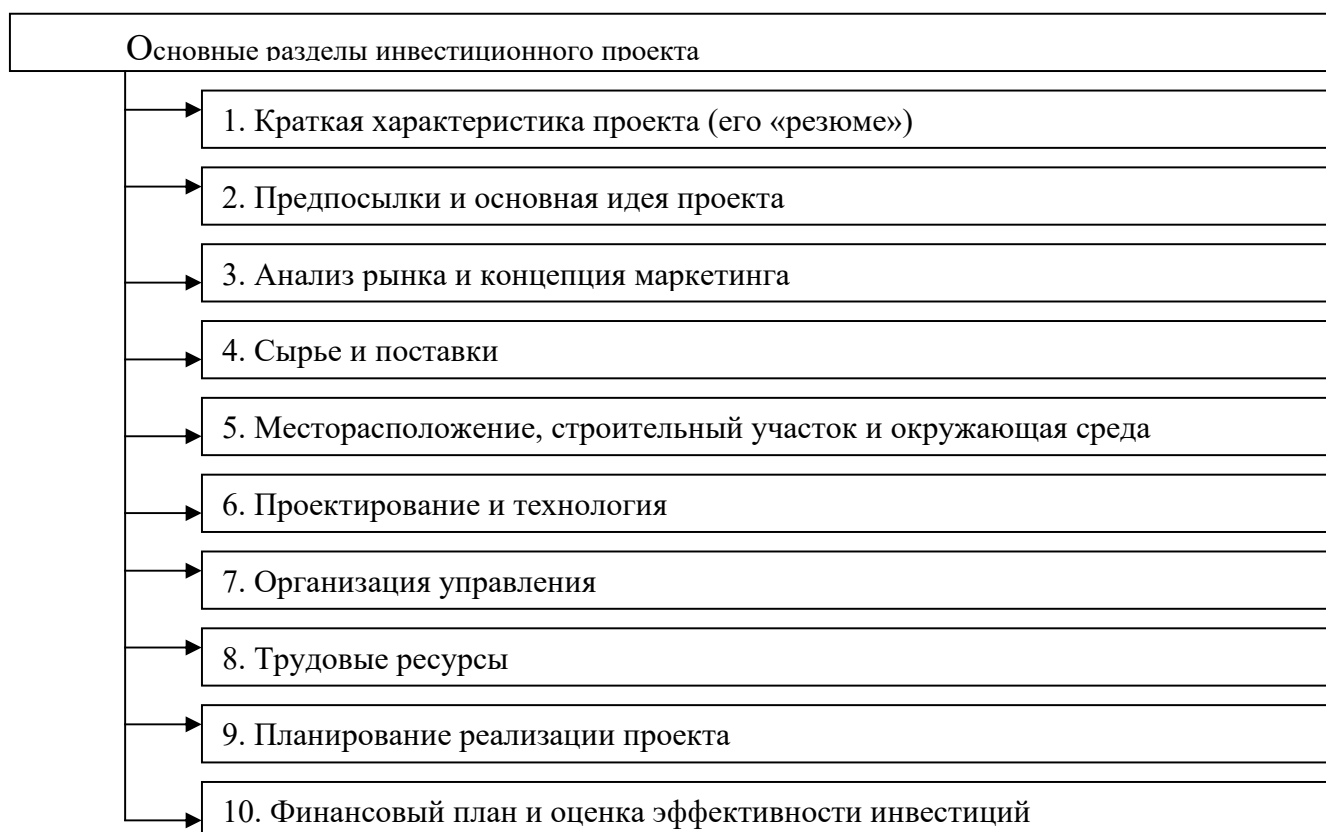 Основные разделы инвестиционного проекта
1. Краткая характеристика проекта (его «резюме»)
2. Предпосылки и основная идея проекта
3. Анализ рынка и концепция маркетинга
4. Сырье и поставки
5. Месторасположение, строительный участок и окружающая среда
6. Проектирование и технология
7. Организация управления
8. Трудовые ресурсы
9. Планирование реализации проекта
10. Финансовый план и оценка эффективности инвестиций